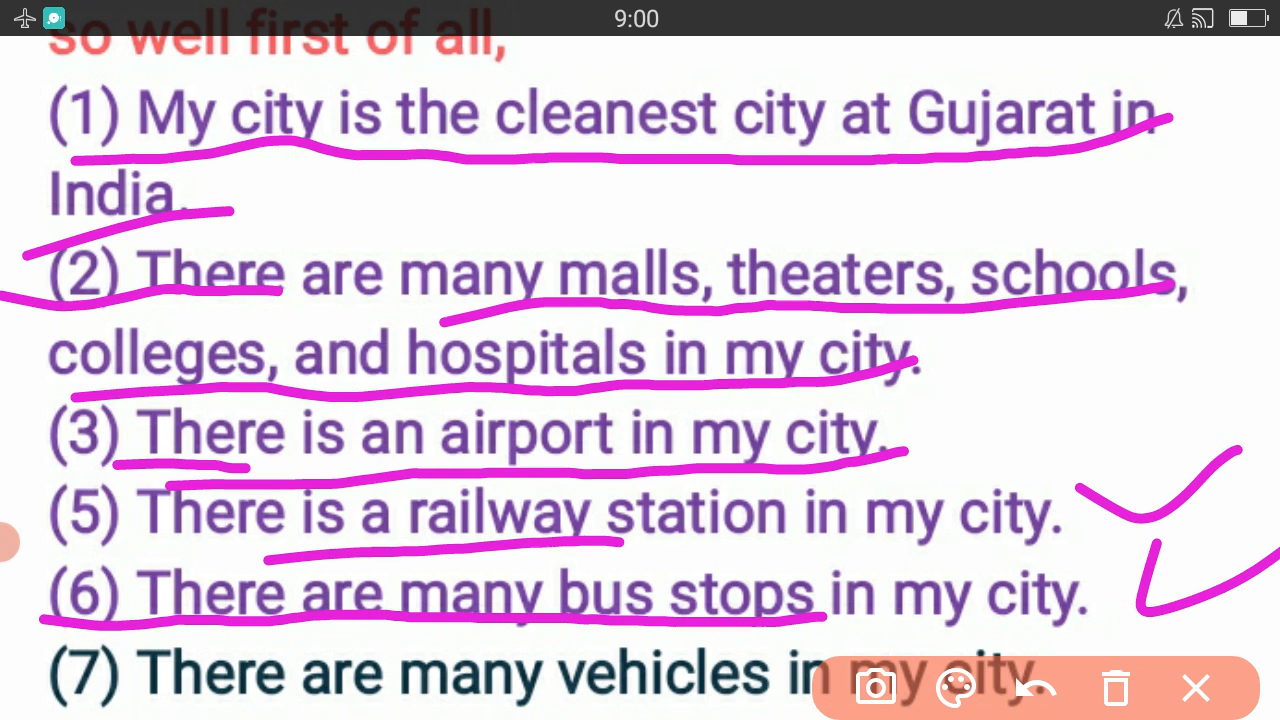 9:00
so well first of all,
(1) My city is the cleanest city at Gujarat in
India.
(2) There are many malls, theaters, schools,
colleges, and hospitals in my city.
(3) There is an airport in my city.
(5) There is a railway station in my city.
(6) There are many bus stops in my city.
(7) There are many vehicles in my city.